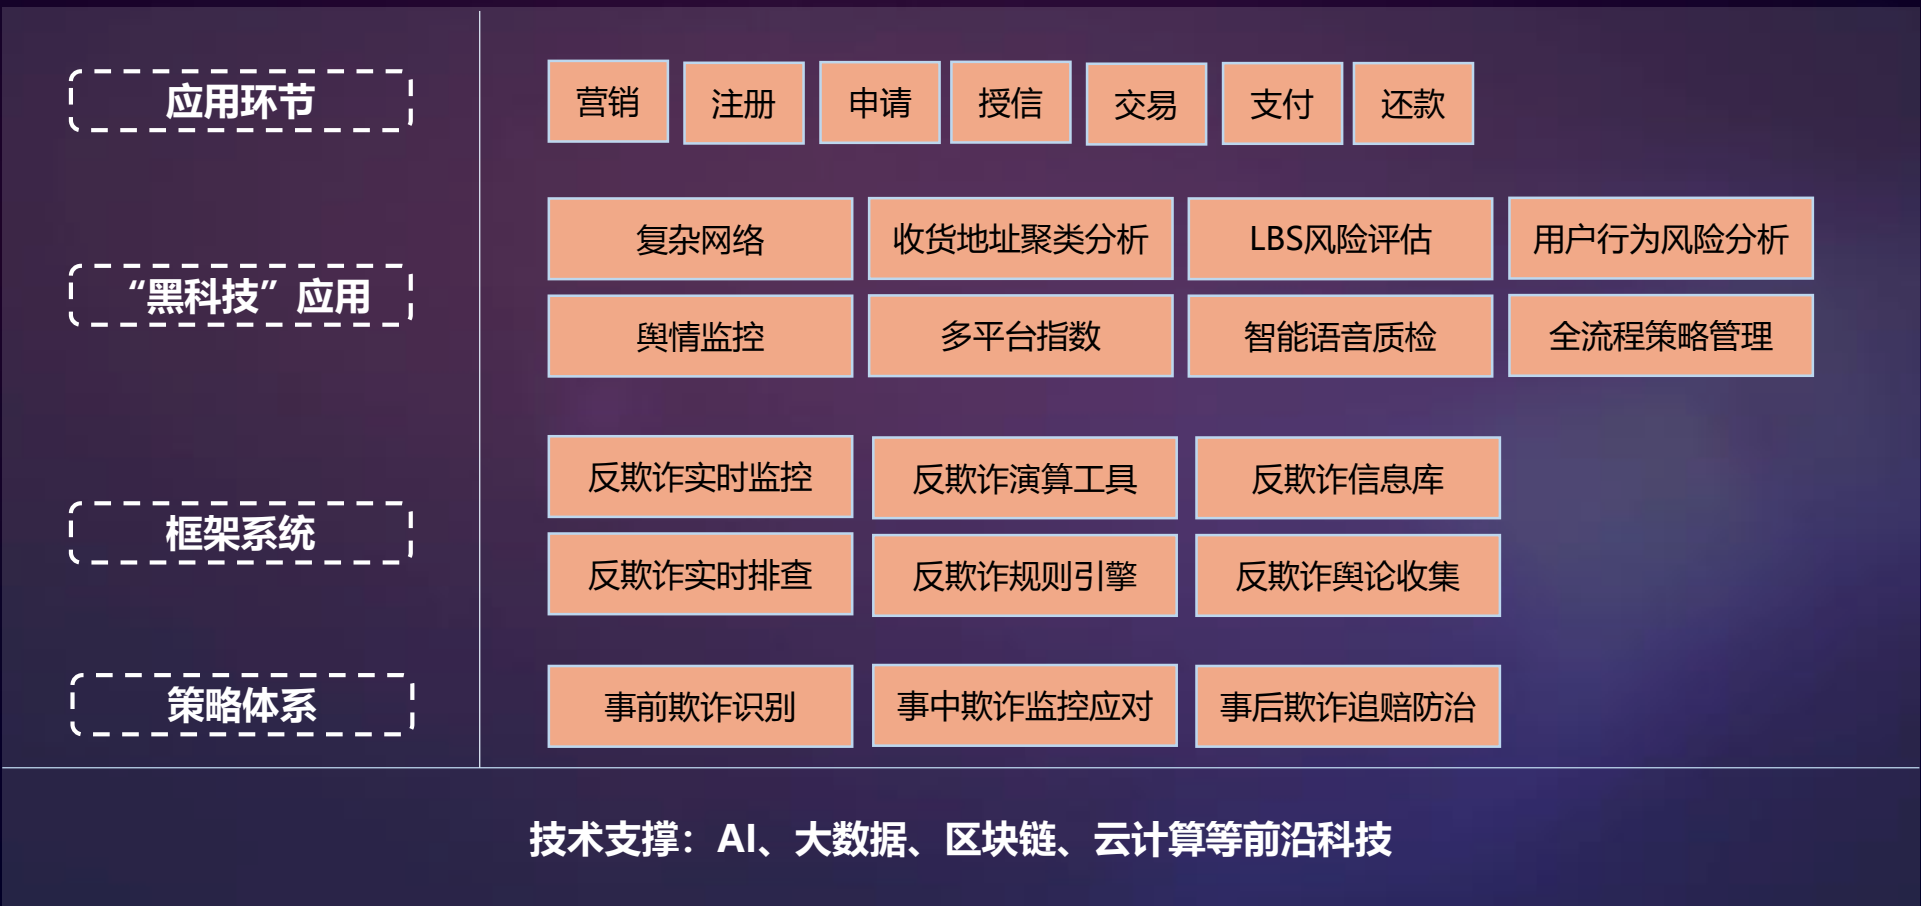 应用环节
营销
注册
申请
授信
交易
支付
还款
“黑科技”应用
复杂网络
收货地址聚类分析
LBS风险评估
用户行为风险分析
舆情监控
多平台指数
智能语音质检
全流程策略管理
框架系统
反欺诈实时监控
反欺诈演算工具
反欺诈信息库
反欺诈实时排查
反欺诈规则引擎
反欺诈舆论收集
策略体系
事前欺诈识别
事中欺诈监控应对
事后欺诈追赔防治
技术支撑：AI、大数据、区块链、云计算等前沿科技